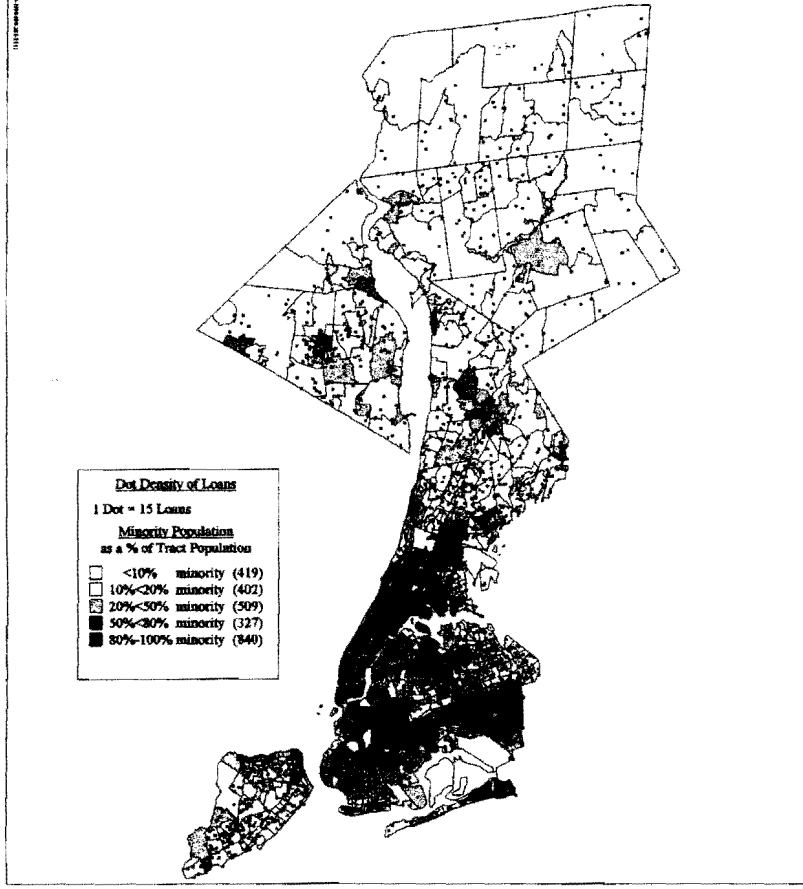 Dot Density of Loans
1 Dot = 15 Loans
Minority Population
as a % of Tract Population
<10% minority (419)
10%<20% minority (402)
20%<50% minority (509)
50%<80% minority (327)
80%-100% minority (840)